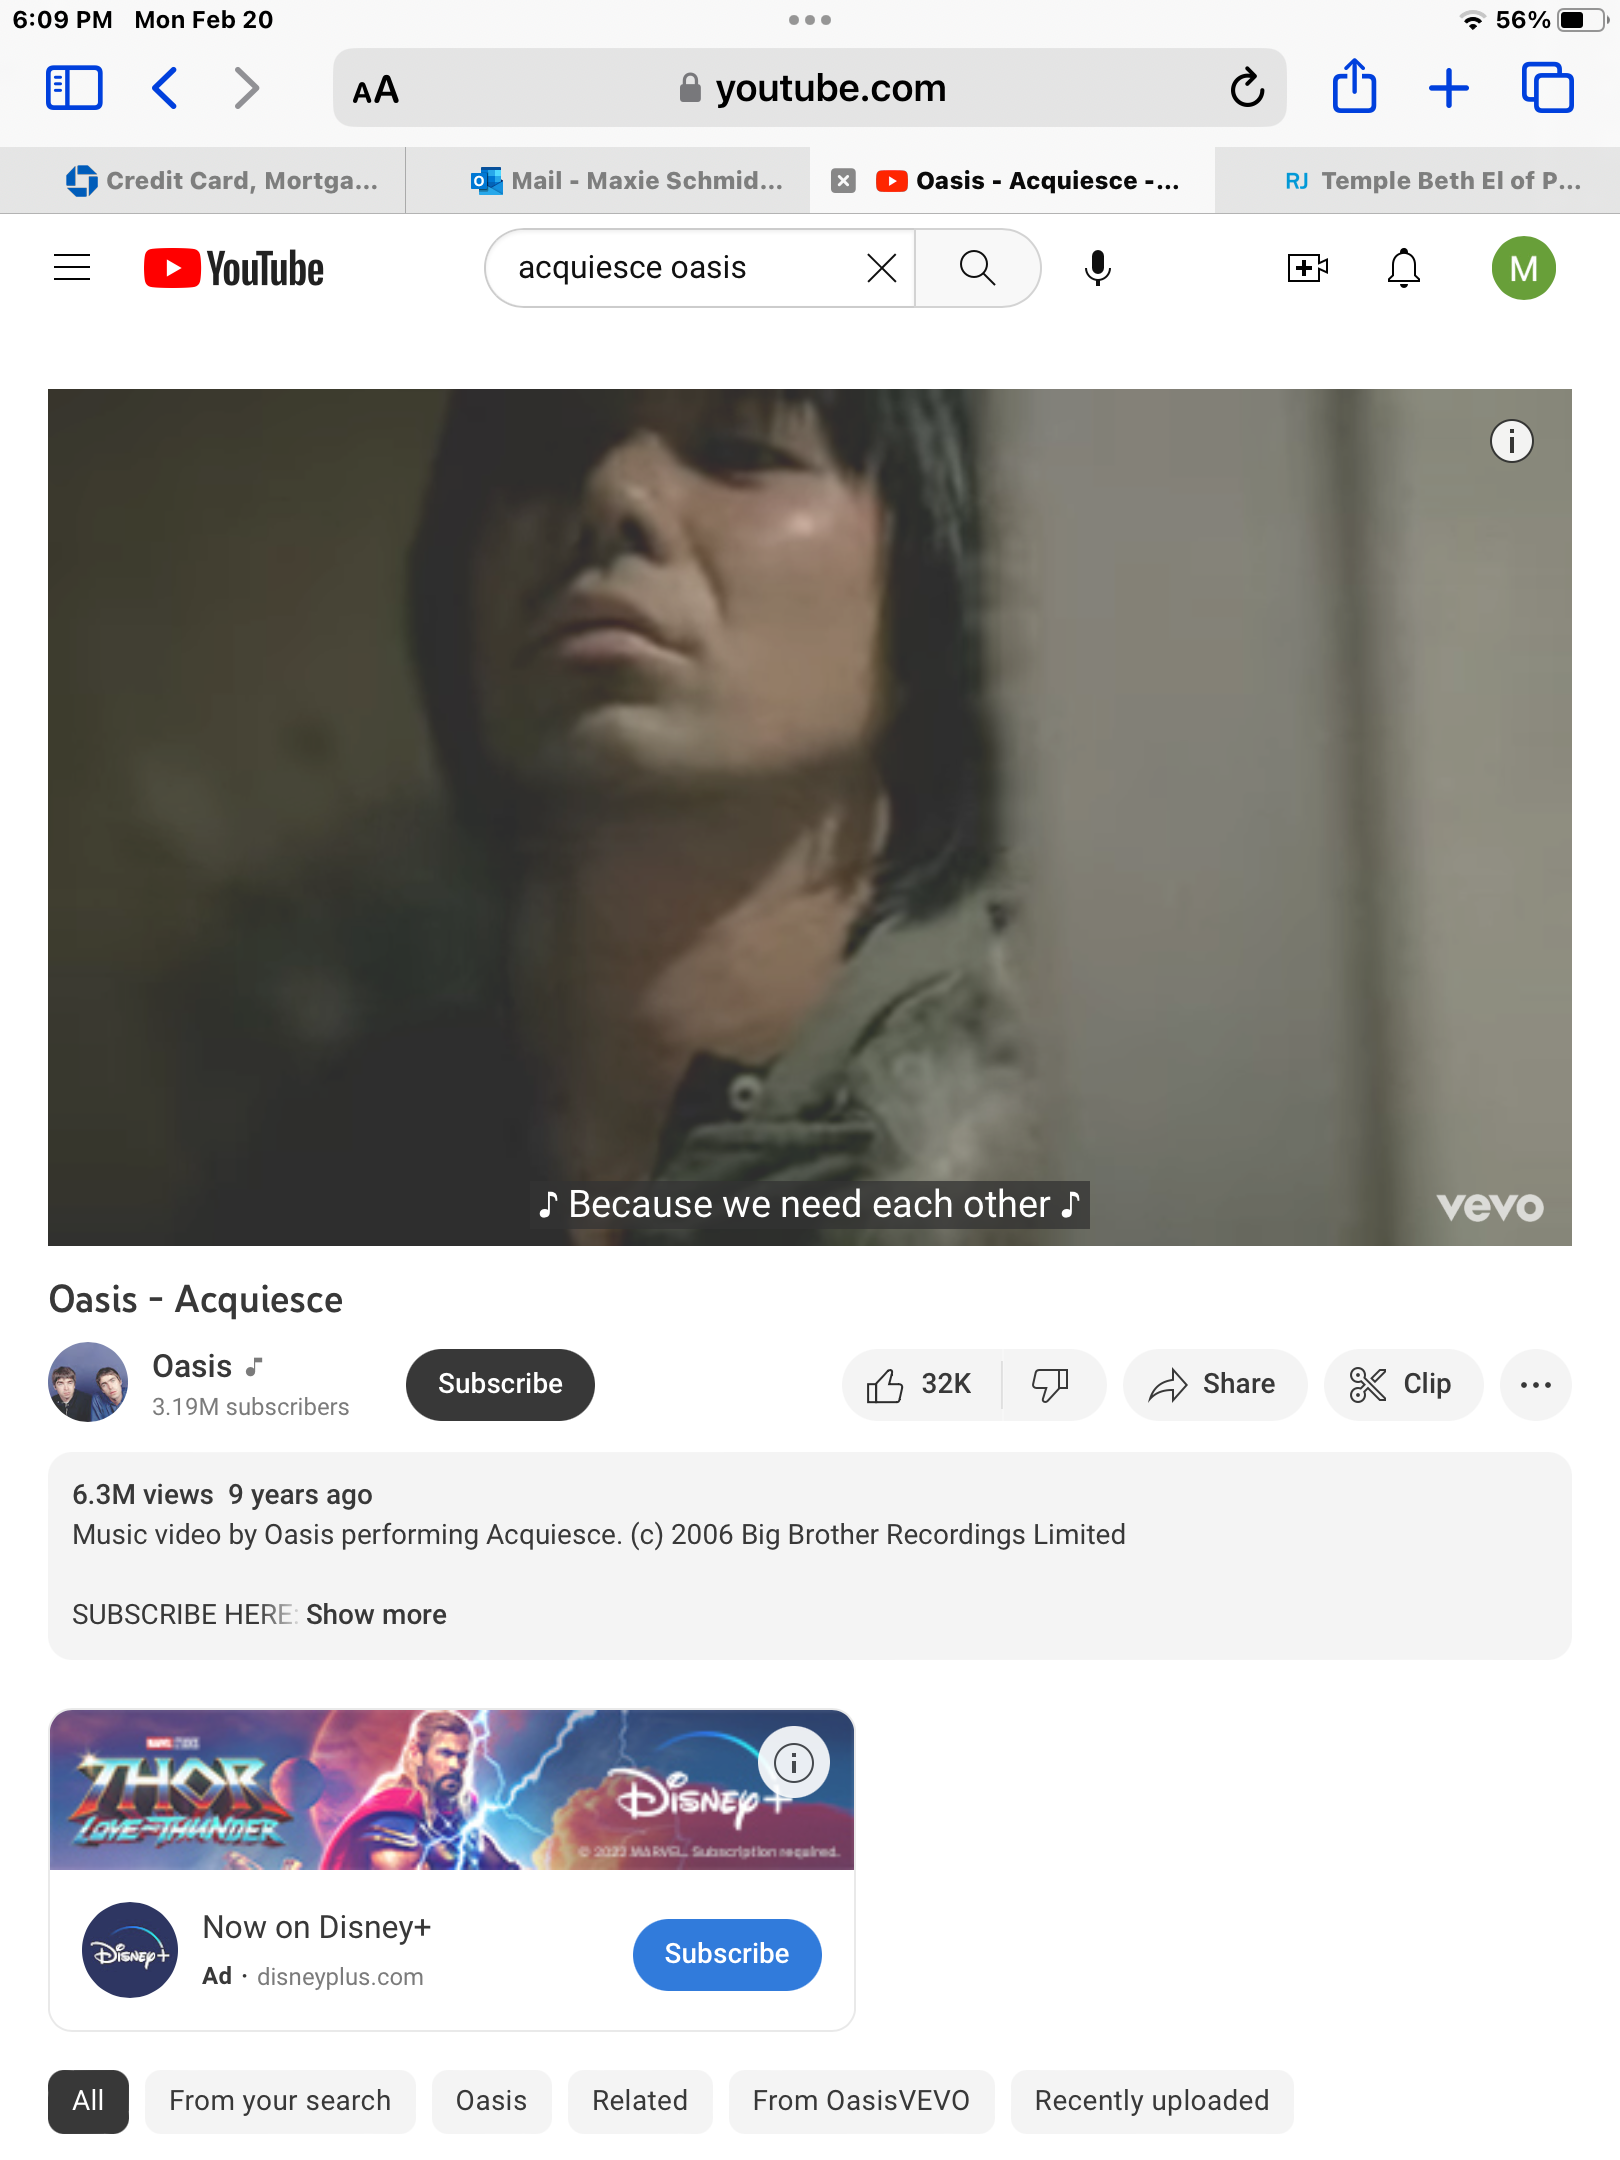 6:09 PM Mon Feb 20
56%
AA
youtube.com
Credit Card, Mortga...
Mail - Maxie Schmid...
Oasis - Acquiesce -...
RJ Temple Beth El of P...
YouTube
acquiesce oasis
M
i
♪ Because we need each other ♪
vevo
Oasis - Acquiesce
Oasis
3.19M subscribers
Subscribe
32K
Share
Clip
6.3M views 9 years ago
Music video by Oasis performing Acquiesce. (c) 2006 Big Brother Recordings Limited
SUBSCRIBE HERE: Show more
THOR
LOVE AND THUNDER
DISNEY+
i
© 2022 MARVEL. Subscription required.
DISNEY+
Now on Disney+
Ad · disneyplus.com
Subscribe
All
From your search
Oasis
Related
From OasisVEVO
Recently uploaded